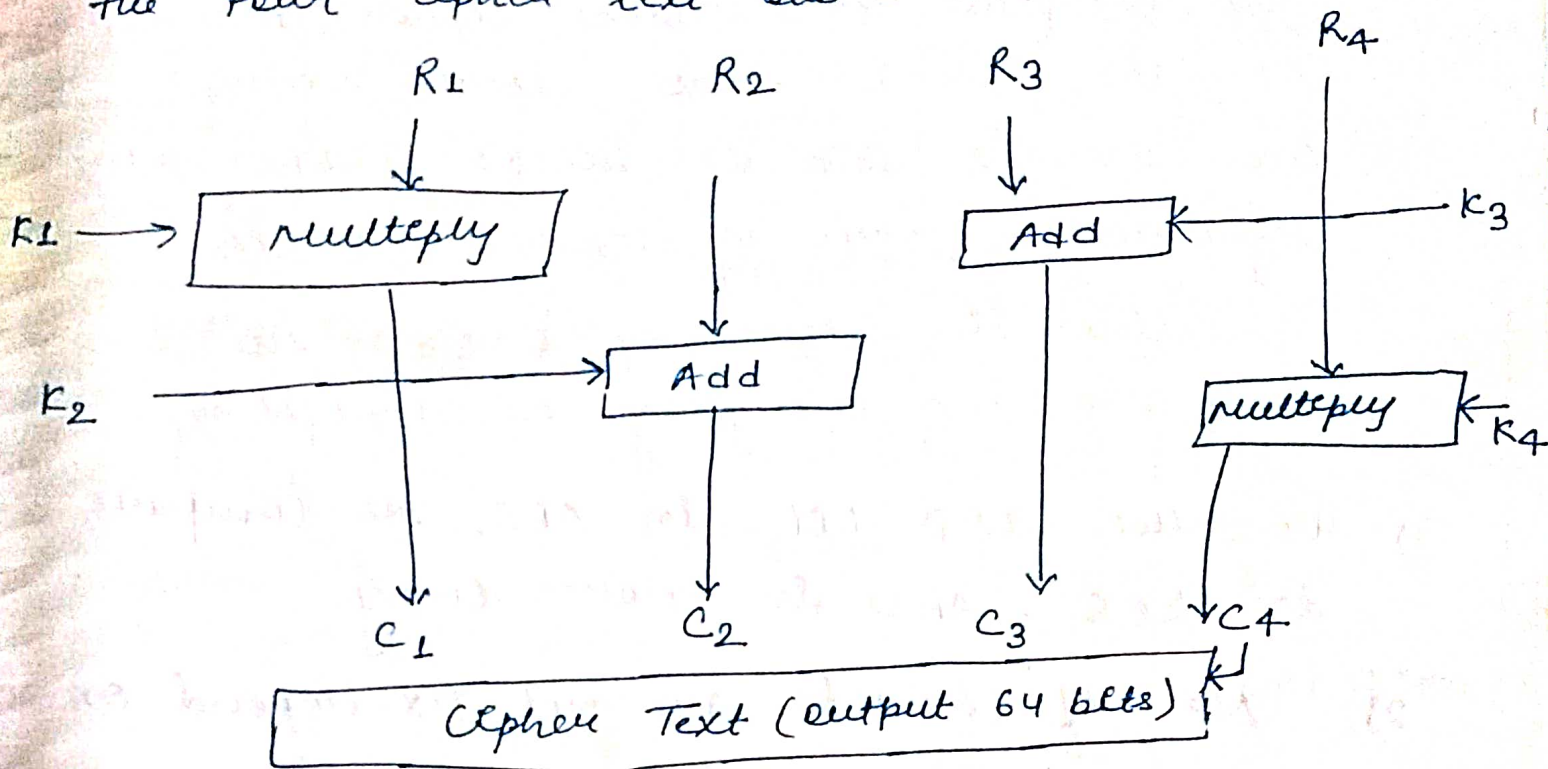 R1 R2 R3 R4
K1 Multiply Add K3
K2 Add Multiply K4
C1 C2 C3 C4
Cipher Text (output 64 bits)